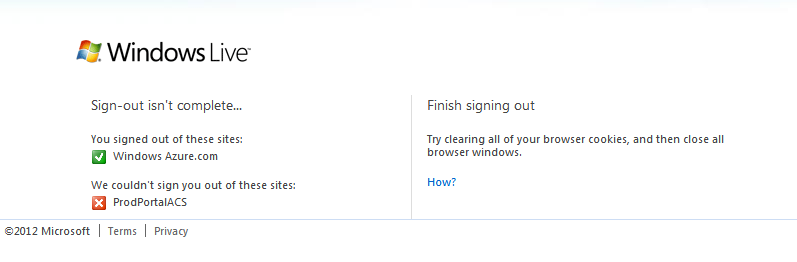 Windows Live™
Sign-out isn't complete...
You signed out of these sites:
Windows Azure.com
We couldn't sign you out of these sites:
ProdPortalACS
Finish signing out
Try clearing all of your browser cookies, and then close all
browser windows.
How?
©2012 Microsoft | Terms | Privacy